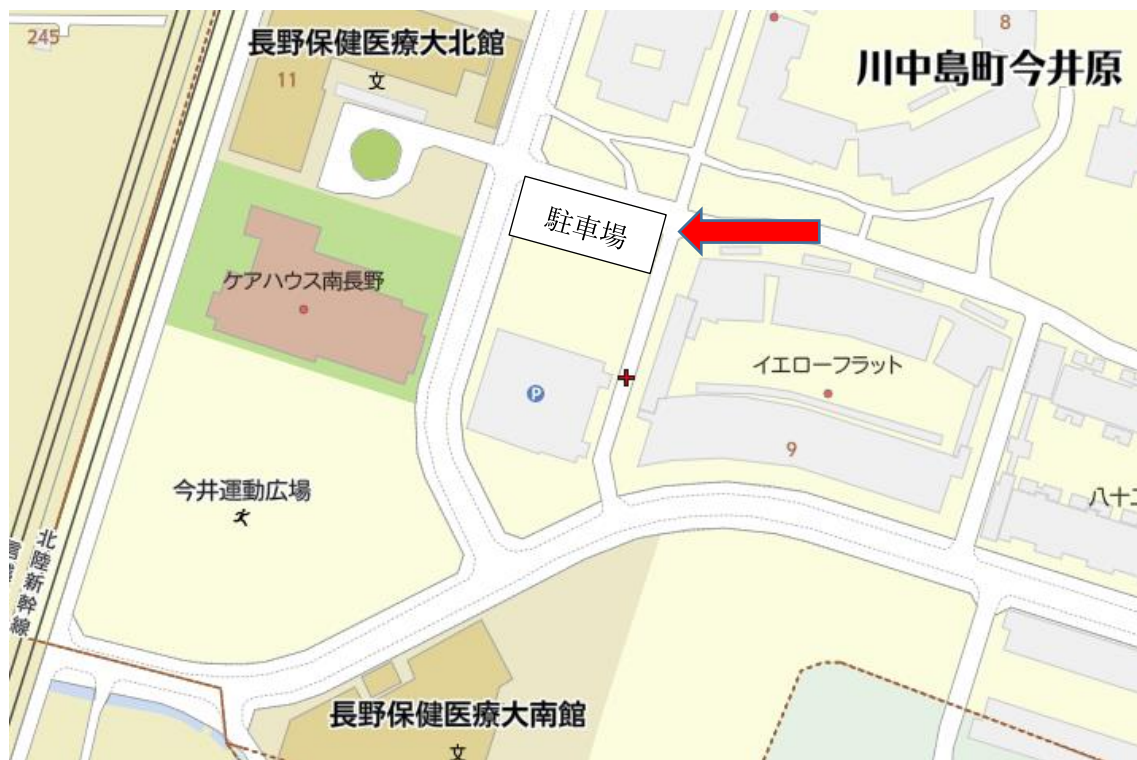 245
長野保健医療大北館
11
文
8
川中島町今井原
駐車場
ケアハウス南長野
P
イエローフラット
9
今井運動広場
八十二
北陸新幹線
長野保健医療大南館
文